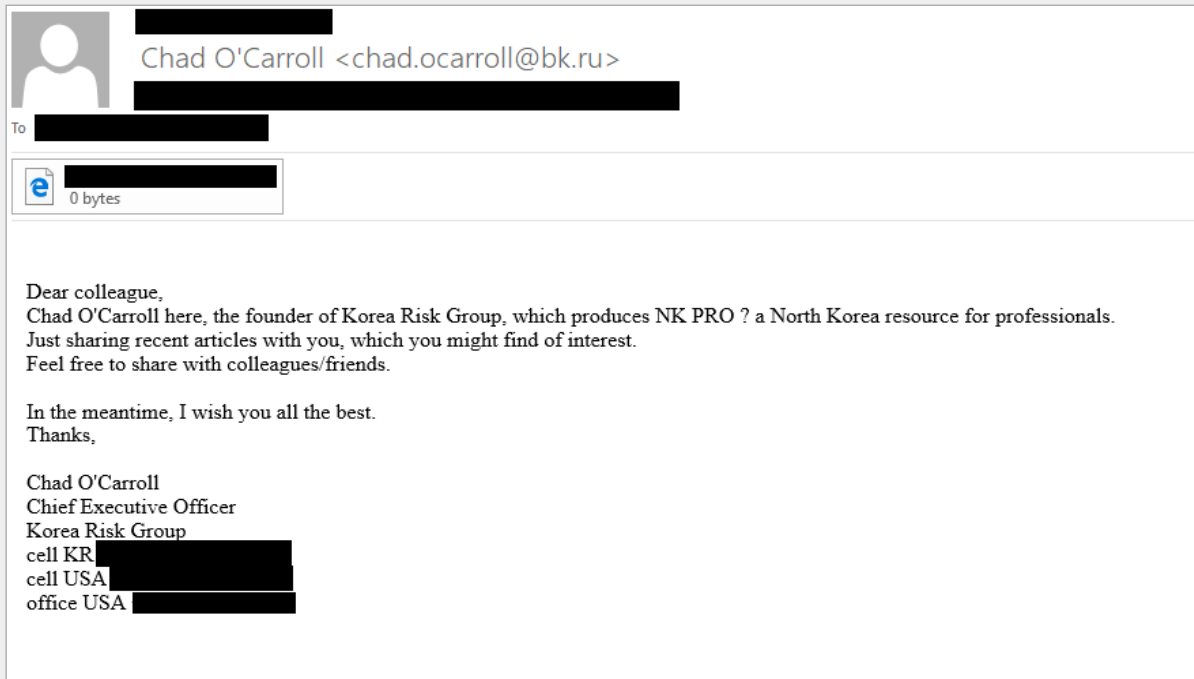 Chad O'Carroll <chad.ocarroll@bk.ru>
To
0 bytes
Dear colleague,
Chad O'Carroll here, the founder of Korea Risk Group, which produces NK PRO ? a North Korea resource for professionals.
Just sharing recent articles with you, which you might find of interest.
Feel free to share with colleagues/friends.
In the meantime, I wish you all the best.
Thanks,
Chad O'Carroll
Chief Executive Officer
Korea Risk Group
cell KR
cell USA
office USA